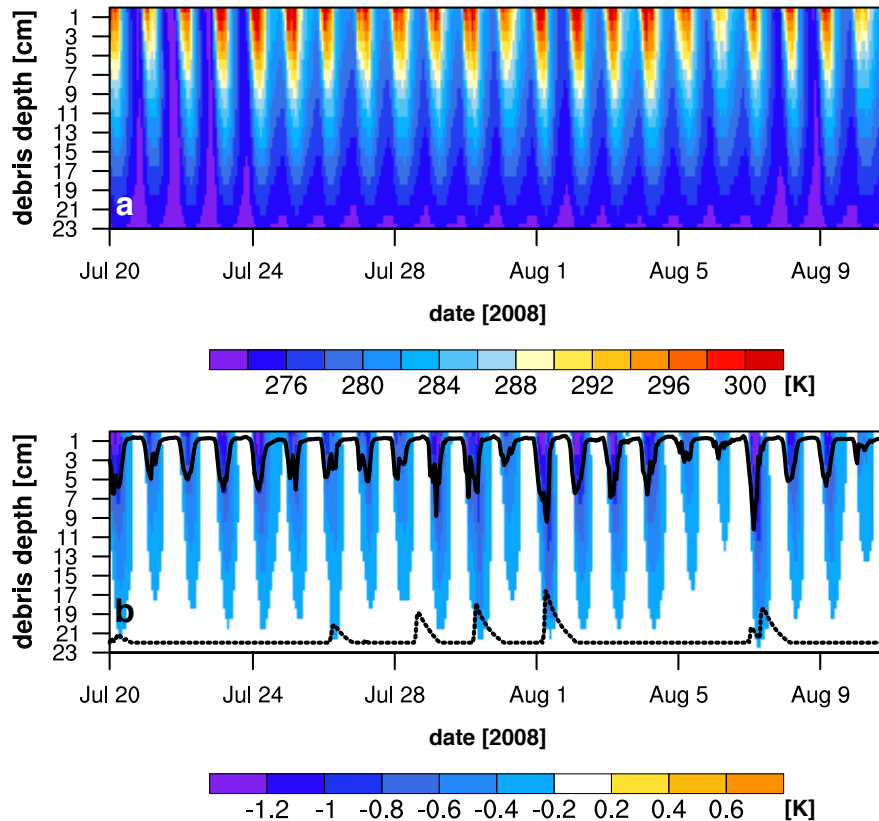 debris depth [cm]
1
3
5
7
9
11
13
15
17
19
21
23
a
Jul 20 Jul 24 Jul 28 Aug 1 Aug 5 Aug 9
date [2008]
276 280 284 288 292 296 300 [K]
debris depth [cm]
1
3
5
7
9
11
13
15
17
19
21
23
b
Jul 20 Jul 24 Jul 28 Aug 1 Aug 5 Aug 9
date [2008]
-1.2 -1 -0.8 -0.6 -0.4 -0.2 0.2 0.4 0.6 [K]